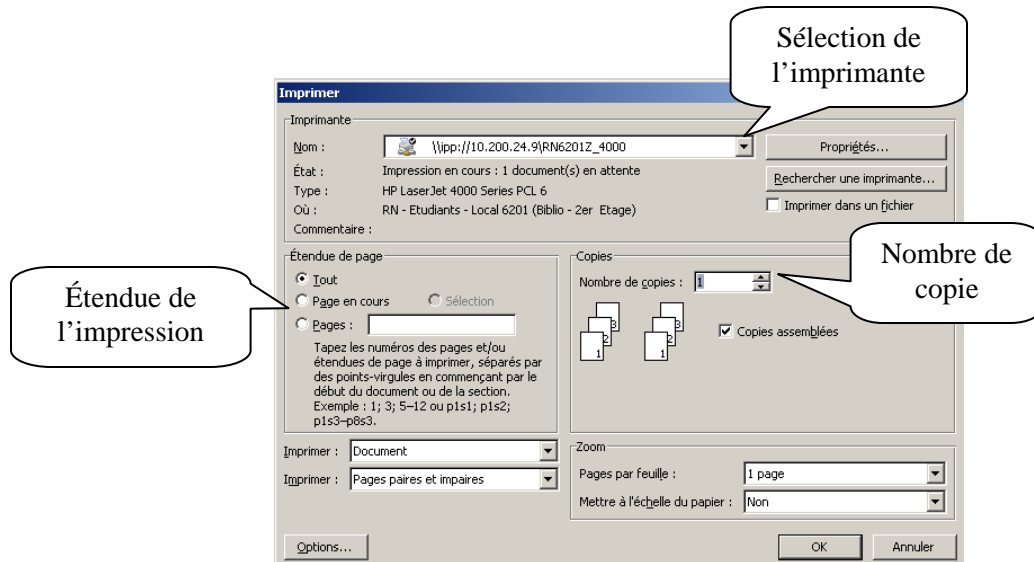 Sélection de
l’imprimante
Imprimer
Imprimante
Nom :
\\ipp://10.200.24.9\RN6201Z_4000
Propriétés...
État :
Impression en cours : 1 document(s) en attente
Rechercher une imprimante...
Type :
HP LaserJet 4000 Series PCL 6
Où :
RN - Etudiants - Local 6201 (Biblio - 2er Etage)
Imprimer dans un fichier
Commentaire :
Étendue de page
Tout
Page en cours
Sélection
Pages :
Tapez les numéros des pages et/ou
étendues de page à imprimer, séparés par
des points-virgules en commençant par le
début du document ou de la section.
Exemple : 1; 3; 5–12 ou p1s1; p1s2;
p1s3–p8s3.
Étendue de
l’impression
Copies
Nombre de copies :
1
3
2
1
3
2
1
Copies assemblées
Nombre de
copie
Imprimer :
Document
Imprimer :
Pages paires et impaires
Zoom
Pages par feuille :
1 page
Mettre à l'échelle du papier :
Non
Options...
OK
Annuler